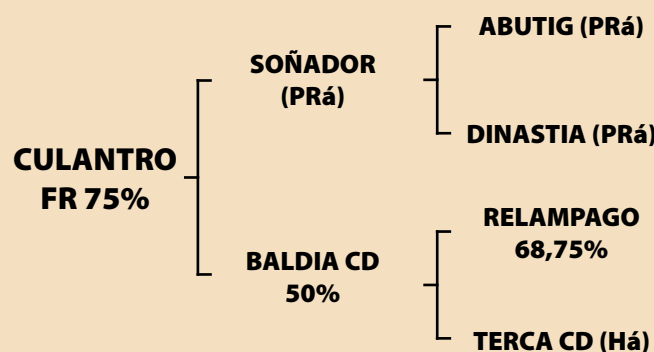 CULANTRO
FR 75%
SOÑADOR
(PRá)
BALDIA CD
50%
ABUTIG (PRá)
DINASTIA (PRá)
RELAMPAGO
68,75%
TERCA CD (Há)